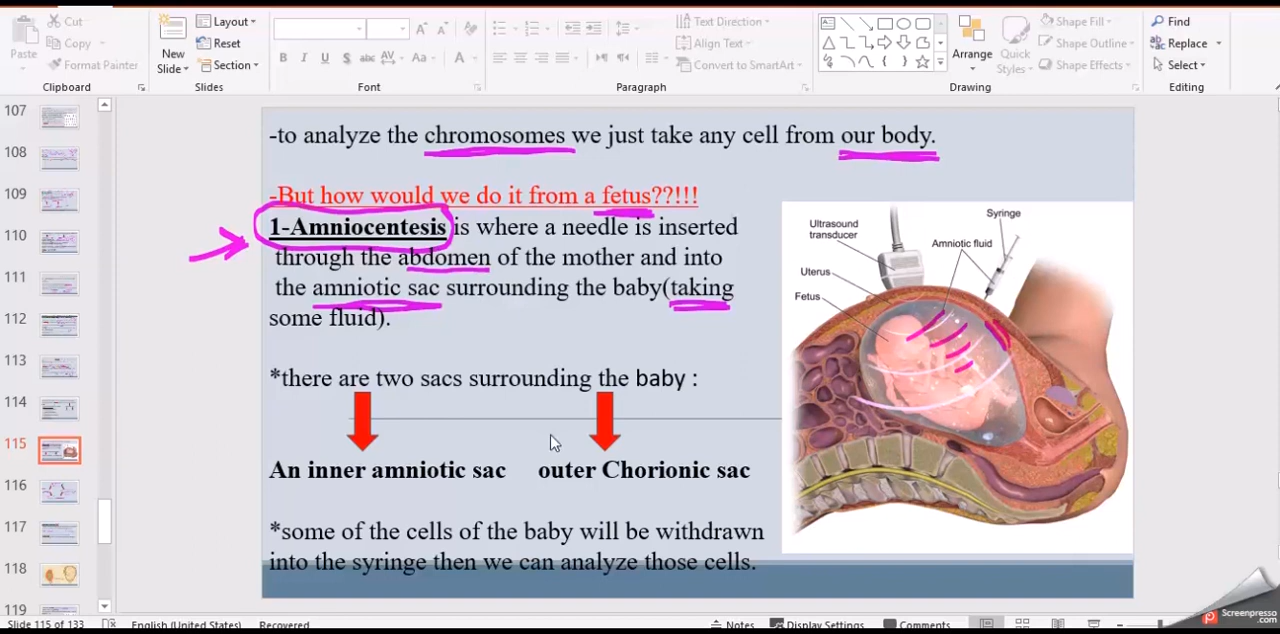 Cut
Copy
Format Painter
Paste
Clipboard
New
Slide
Layout
Reset
Section
Slides
B I U S abc AV Aa A
Font
Paragraph
Text Direction
Align Text
Convert to SmartArt
Arrange
Quick
Styles
Shape Fill
Shape Outline
Shape Effects
Drawing
Find
Replace
Select
Editing
107
108
109
110
111
112
113
114
115
116
117
118
119
-to analyze the chromosomes we just take any cell from our body.
-But how would we do it from a fetus??!!!
1-Amniocentesis is where a needle is inserted
through the abdomen of the mother and into
the amniotic sac surrounding the baby(taking
some fluid).
*there are two sacs surrounding the baby :
An inner amniotic sac outer Chorionic sac
*some of the cells of the baby will be withdrawn
into the syringe then we can analyze those cells.
Ultrasound
transducer
Syringe
Amniotic fluid
Uterus
Fetus
Slide 115 of 133 English (United States) Recovered Notes Display Settings Comments
Screenpresso
.com